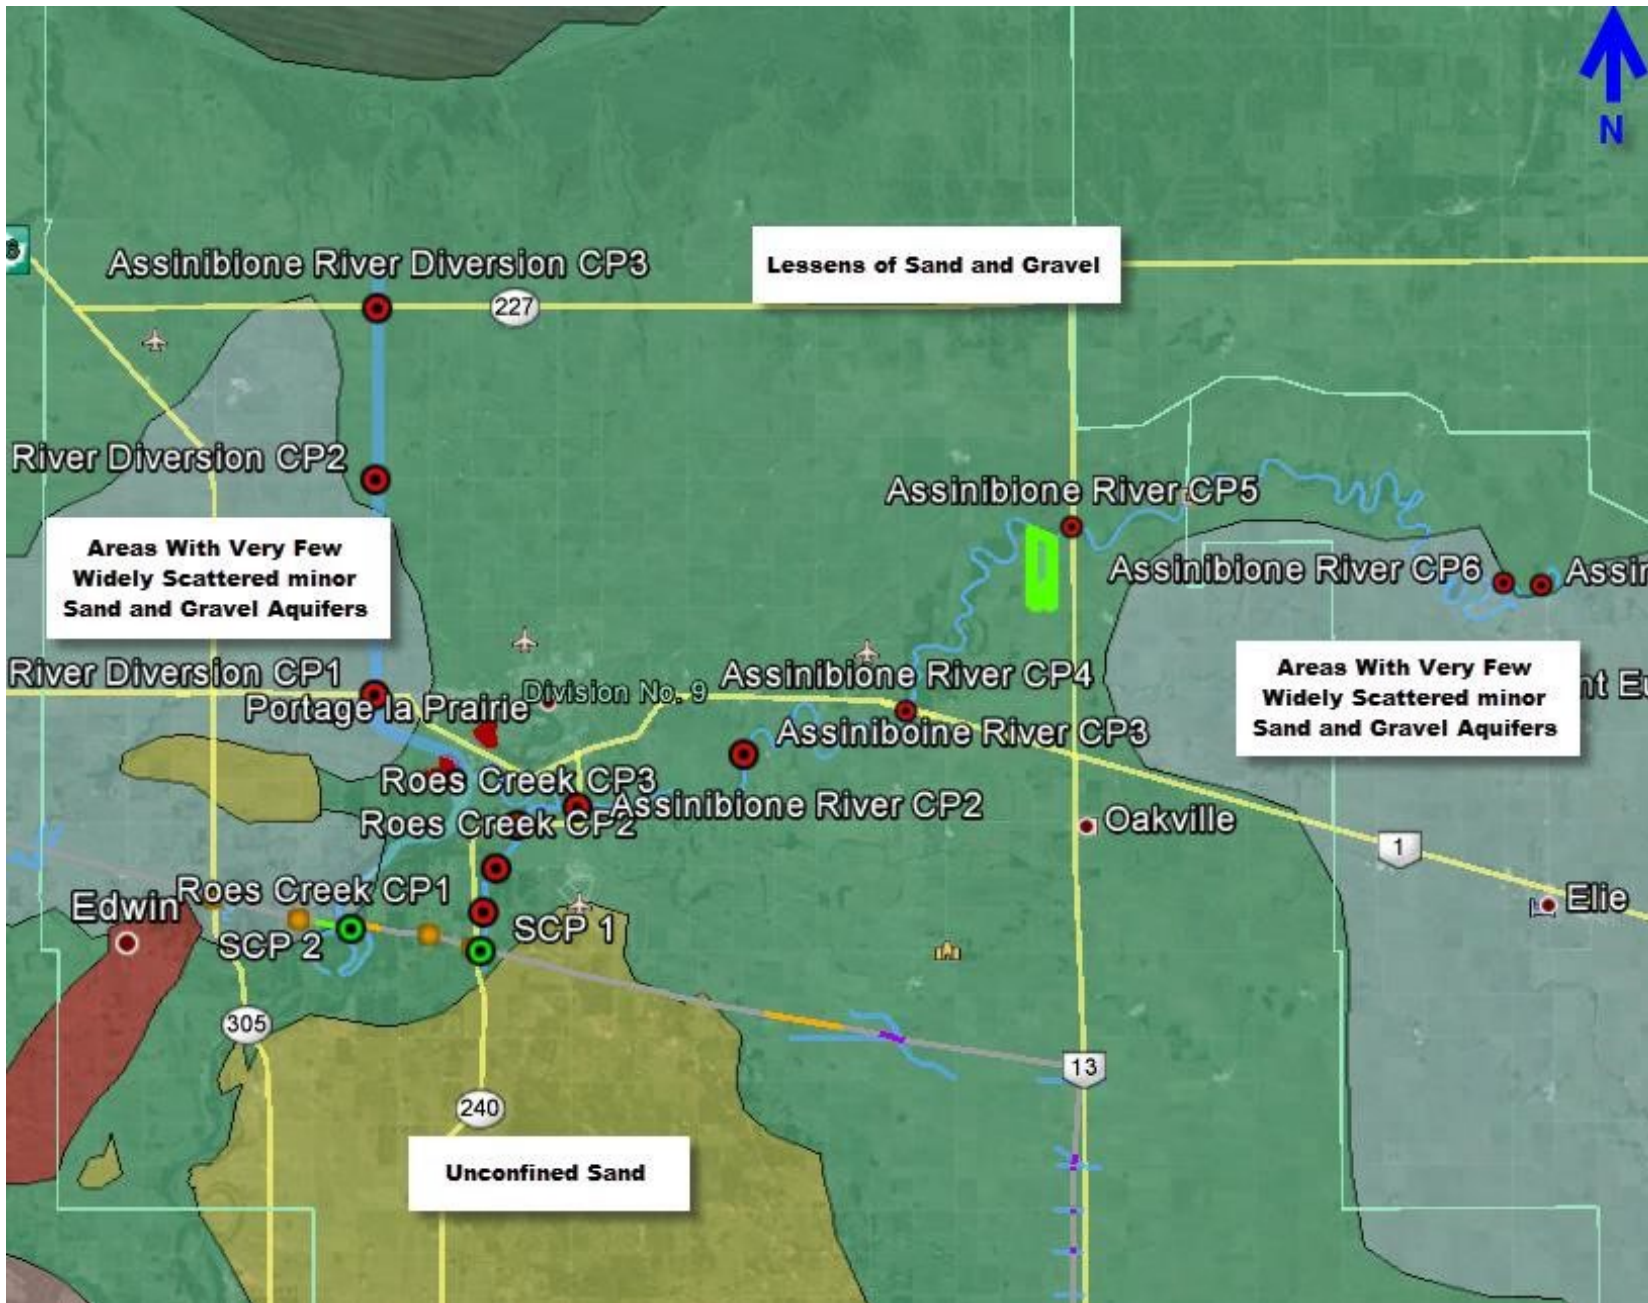 N
6
Assinibione River Diversion CP3
Lessens of Sand and Gravel
227
River Diversion CP2
Assinibione River CP5
Areas With Very Few
Widely Scattered minor
Sand and Gravel Aquifers
Assinibione River CP6
Assin
River Diversion CP1
Assinibione River CP4
Areas With Very Few
Widely Scattered minor
Sand and Gravel Aquifers
nt Eu
Division No. 9
Portage la Prairie
Assiniboine River CP3
Roes Creek CP3
Assinibione River CP2
Roes Creek CP2
Oakville
1
Roes Creek CP1
Edwin
Elie
SCP 1
SCP 2
305
13
240
Unconfined Sand